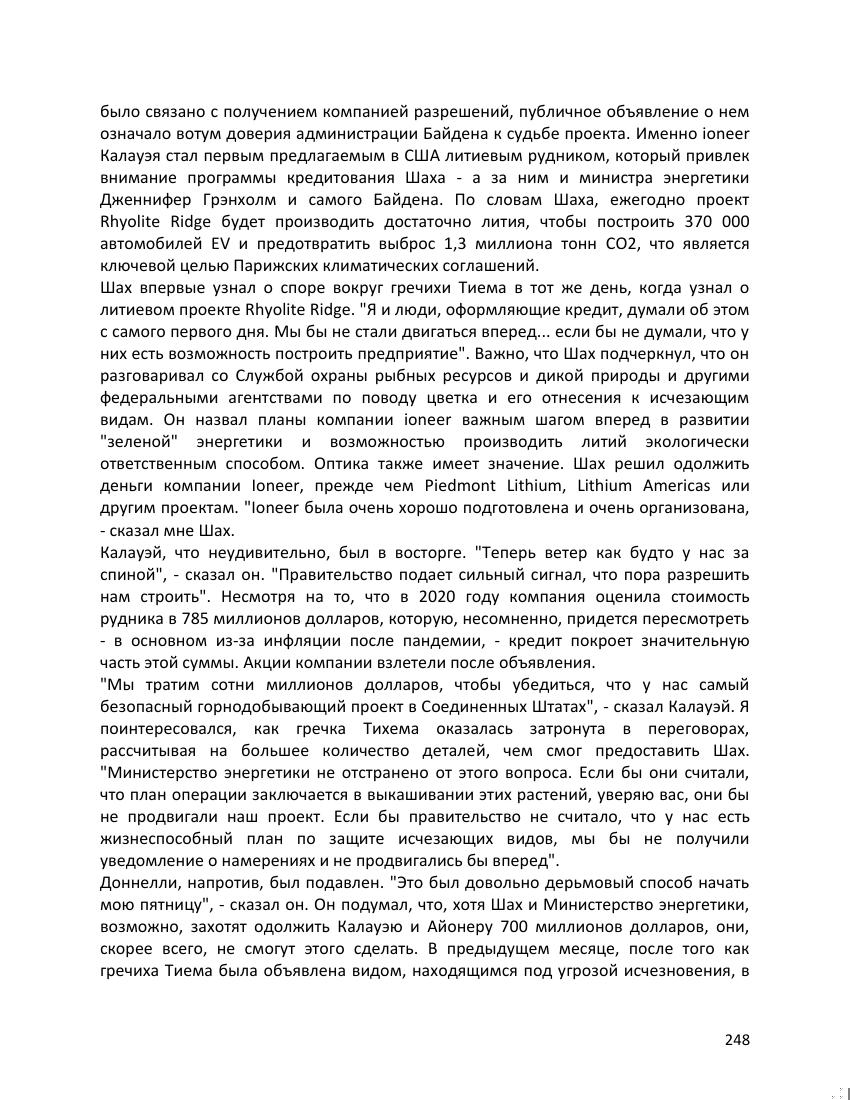 было связано с получением компанией разрешений, публичное объявление о нем
означало вотум доверия администрации Байдена к судьбе проекта. Именно ioneer
Калауэя стал первым предлагаемым в США литиевым рудником, который привлек
внимание программы кредитования Шаха - а за ним и министра энергетики
Дженнифер Грэнхолм и самого Байдена. По словам Шаха, ежегодно проект
Rhyolite Ridge будет производить достаточно лития, чтобы построить 370 000
автомобилей EV и предотвратить выброс 1,3 миллиона тонн CO2, что является
ключевой целью Парижских климатических соглашений.
Шах впервые узнал о споре вокруг гречихи Тиема в тот же день, когда узнал о
литиевом проекте Rhyolite Ridge. "Я и люди, оформляющие кредит, думали об этом
с самого первого дня. Мы бы не стали двигаться вперед... если бы не думали, что у
них есть возможность построить предприятие". Важно, что Шах подчеркнул, что он
разговаривал со Службой охраны рыбных ресурсов и дикой природы и другими
федеральными агентствами по поводу цветка и его отнесения к исчезающим
видам. Он назвал планы компании ioneer важным шагом вперед в развитии
"зеленой" энергетики и возможностью производить литий экологически
ответственным способом. Оптика также имеет значение. Шах решил одолжить
деньги компании Ioneer, прежде чем Piedmont Lithium, Lithium Americas или
другим проектам. "Ioneer была очень хорошо подготовлена и очень организована,
- сказал мне Шах.
Калауэй, что неудивительно, был в восторге. "Теперь ветер как будто у нас за
спиной", - сказал он. "Правительство подает сильный сигнал, что пора разрешить
нам строить". Несмотря на то, что в 2020 году компания оценила стоимость
рудника в 785 миллионов долларов, которую, несомненно, придется пересмотреть
- в основном из-за инфляции после пандемии, - кредит покроет значительную
часть этой суммы. Акции компании взлетели после объявления.
"Мы тратим сотни миллионов долларов, чтобы убедиться, что у нас самый
безопасный горнодобывающий проект в Соединенных Штатах", - сказал Калауэй. Я
поинтересовался, как гречка Тихема оказалась затронута в переговорах,
рассчитывая на большее количество деталей, чем смог предоставить Шах.
"Министерство энергетики не отстранено от этого вопроса. Если бы они считали,
что план операции заключается в выкашивании этих растений, уверяю вас, они бы
не продвигали наш проект. Если бы правительство не считало, что у нас есть
жизнеспособный план по защите исчезающих видов, мы бы не получили
уведомление о намерениях и не продвигались бы вперед".
Доннелли, напротив, был подавлен. "Это был довольно дерьмовый способ начать
мою пятницу", - сказал он. Он подумал, что, хотя Шах и Министерство энергетики,
возможно, захотят одолжить Калауэю и Айонеру 700 миллионов долларов, они,
скорее всего, не смогут этого сделать. В предыдущем месяце, после того как
гречиха Тиема была объявлена видом, находящимся под угрозой исчезновения, в
248